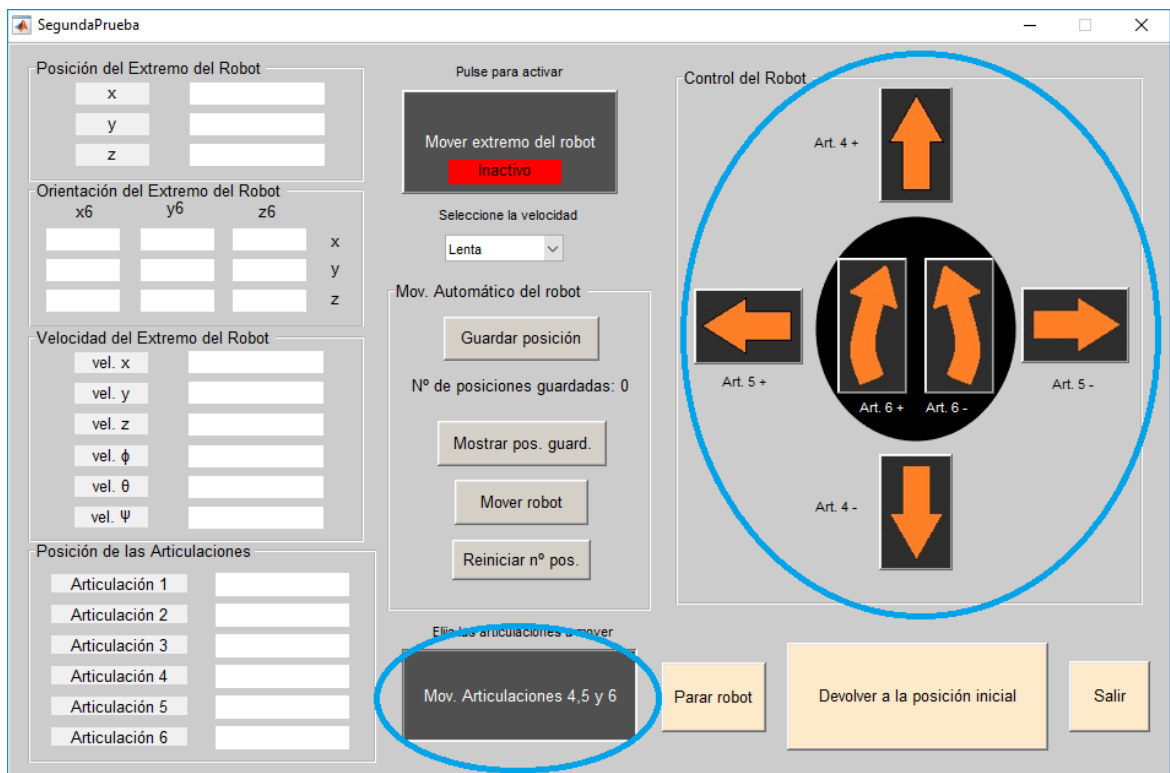 SegundaPrueba
Posición del Extremo del Robot
x
y
z
Orientación del Extremo del Robot
x6 y6 z6
x
y
z
Velocidad del Extremo del Robot
vel. x
vel. y
vel. z
vel. ϕ
vel. θ
vel. Ψ
Posición de las Articulaciones
Articulación 1
Articulación 2
Articulación 3
Articulación 4
Articulación 5
Articulación 6
Pulse para activar
Mover extremo del robot
Inactivo
Seleccione la velocidad
Lenta
Mov. Automático del robot
Guardar posición
Nº de posiciones guardadas: 0
Mostrar pos. guard.
Mover robot
Reiniciar nº pos.
Elija las articulaciones a mover
Mov. Articulaciones 4,5 y 6
Control del Robot
Art. 4 +
Art. 5 +
Art. 6 + Art. 6 -
Art. 5 -
Art. 4 -
Parar robot
Devolver a la posición inicial
Salir